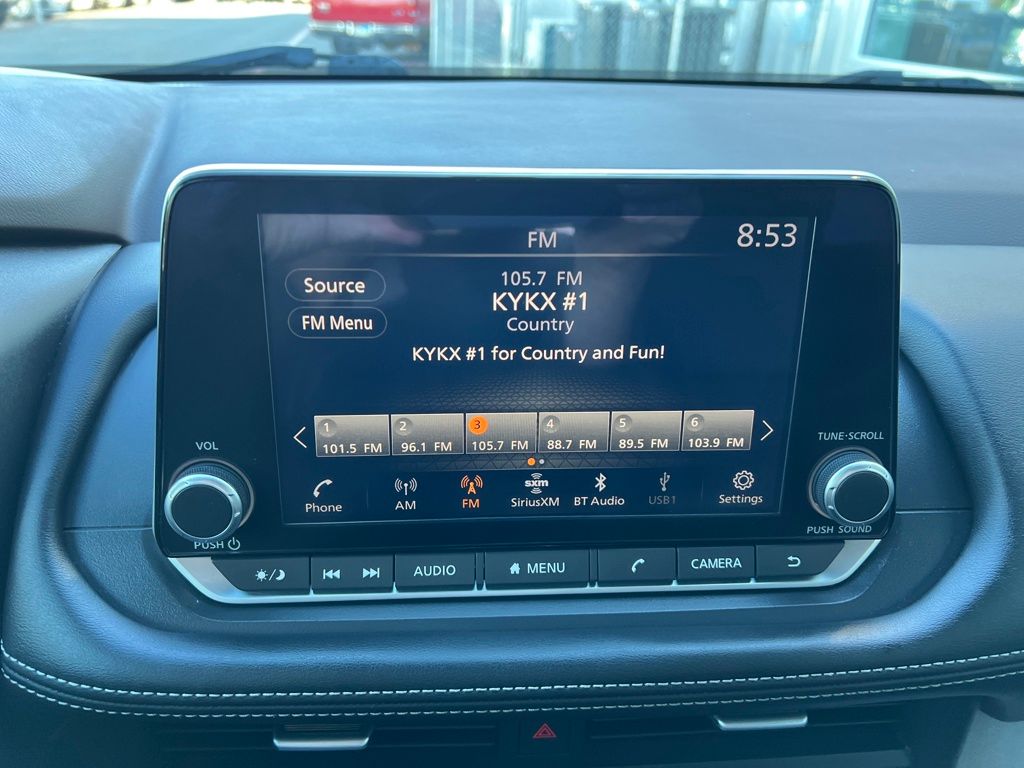 FM
8:53
Source
105.7 FM
KYKX #1
FM Menu
Country
KYKX #1 for Country and Fun!
1
101.5 FM
2
96.1 FM
3
105.7 FM
4
88.7 FM
5
89.5 FM
6
103.9 FM
VOL
TUNE·SCROLL
Phone
AM
FM
sxm
SiriusXM
BT Audio
USB1
Settings
PUSH
PUSH SOUND
AUDIO
MENU
CAMERA